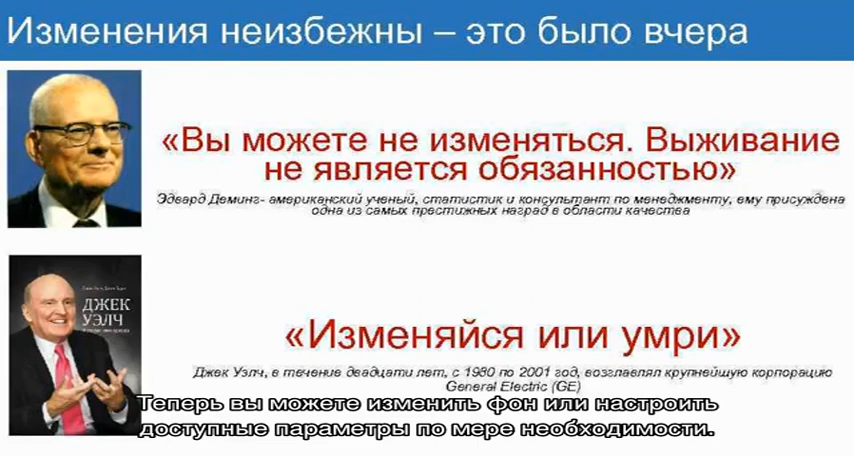 Изменения неизбежны – это было вчера
«Вы можете не изменяться. Выживание
не является обязанностью»
Эдвард Деминг- американский ученый, статистик и консультант по менеджменту, ему присуждена
одна из самых престижных наград в области качества
ДЖЕК
УЭЛЧ
«Изменяйся или умри»
Джек Уэлч, в течение двадцати лет, с 1980 по 2001 год, возглавлял крупнейшую корпорацию
General Electric (GE)
Теперь вы можете изменить фон или настроить
доступные параметры по мере необходимости.